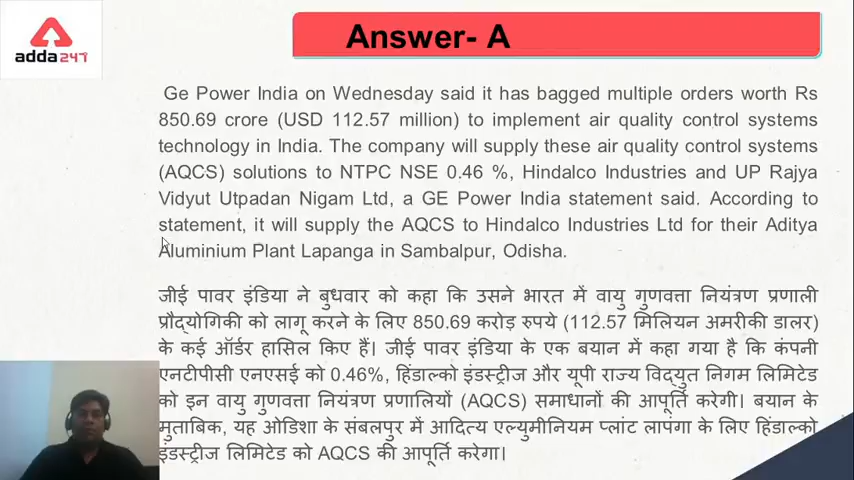 adda247
Answer- A
Ge Power India on Wednesday said it has bagged multiple orders worth Rs
850.69 crore (USD 112.57 million) to implement air quality control systems
technology in India. The company will supply these air quality control systems
(AQCS) solutions to NTPC NSE 0.46 %, Hindalco Industries and UP Rajya
Vidyut Utpadan Nigam Ltd, a GE Power India statement said. According to
statement, it will supply the AQCS to Hindalco Industries Ltd for their Aditya
Aluminium Plant Lapanga in Sambalpur, Odisha.
जीई पावर इंडिया ने बुधवार को कहा कि उसने भारत में वायु गुणवत्ता नियंत्रण प्रणाली
प्रौद्योगिकी को लागू करने के लिए 850.69 करोड़ रुपये (112.57 मिलियन अमरीकी डालर)
के कई ऑर्डर हासिल किए हैं। जीई पावर इंडिया के एक बयान में कहा गया है कि कंपनी
एनटीपीसी एनएसई को 0.46%, हिंडाल्को इंडस्ट्रीज और यूपी राज्य विद्युत निगम लिमिटेड
को इन वायु गुणवत्ता नियंत्रण प्रणालियों (AQCS) समाधानों की आपूर्ति करेगी। बयान के
मुताबिक, यह ओडिशा के संबलपुर में आदित्य एल्युमीनियम प्लांट लापंगा के लिए हिंडाल्को
इंडस्ट्रीज लिमिटेड को AQCS की आपूर्ति करेगा।